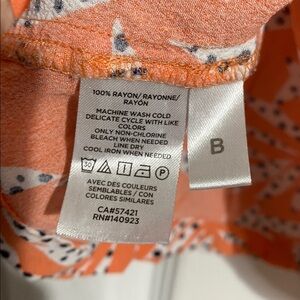 100% RAYON/RAYONNE/
RAYÓN
MACHINE WASH COLD
DELICATE CYCLE WITH LIKE
COLORS
ONLY NON-CHLORINE
BLEACH WHEN NEEDED
LINE DRY
COOL IRON WHEN NEEDED
30
AVEC DES COULEURS
SEMBLABLES / CON
COLORES SIMILARES
CA#57421
RN#140923
B